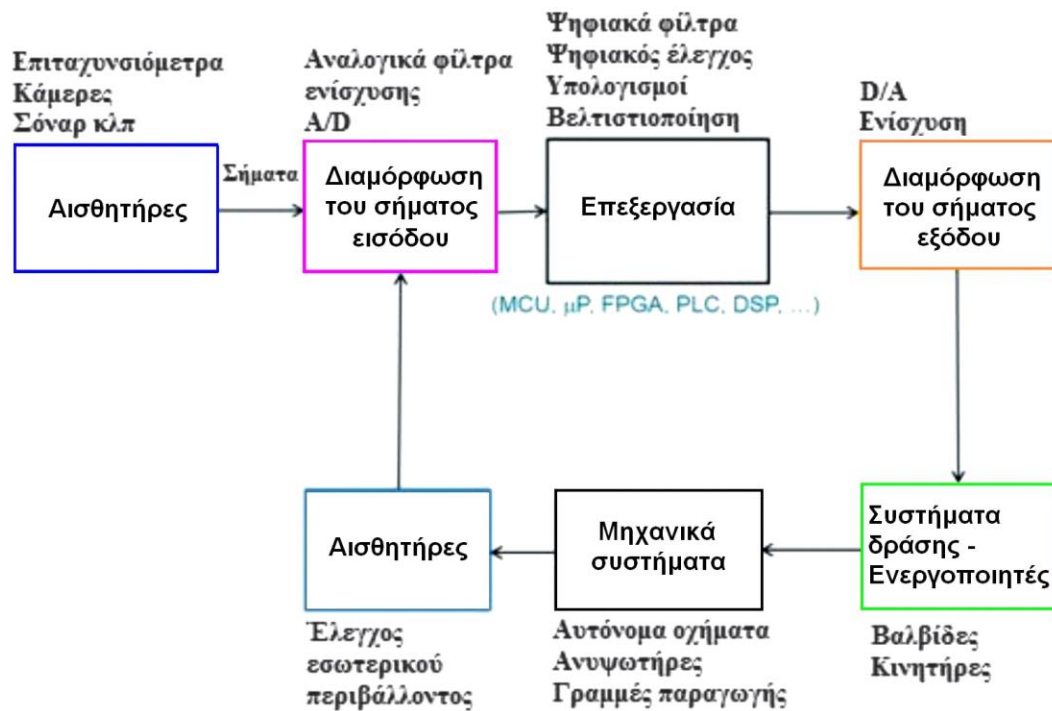 Επιταχυνσιόμετρα
Κάμερες
Σόναρ κλπ
Αισθητήρες
Σήματα
Αναλογικά φίλτρα
ενίσχυσης
A/D
Διαμόρφωση
του σήματος
εισόδου
Ψηφιακά φίλτρα
Ψηφιακός έλεγχος
Υπολογισμοί
Βελτιστιοποίηση
Επεξεργασία
(MCU, μP, FPGA, PLC, DSP, ...)
D/A
Ενίσχυση
Διαμόρφωση
του σήματος
εξόδου
Συστήματα
δράσης -
Ενεργοποιητές
Βαλβίδες
Κινητήρες
Μηχανικά
συστήματα
Αυτόνομα οχήματα
Ανυψωτήρες
Γραμμές παραγωγής
Αισθητήρες
Έλεγχος
εσωτερικού
περιβάλλοντος